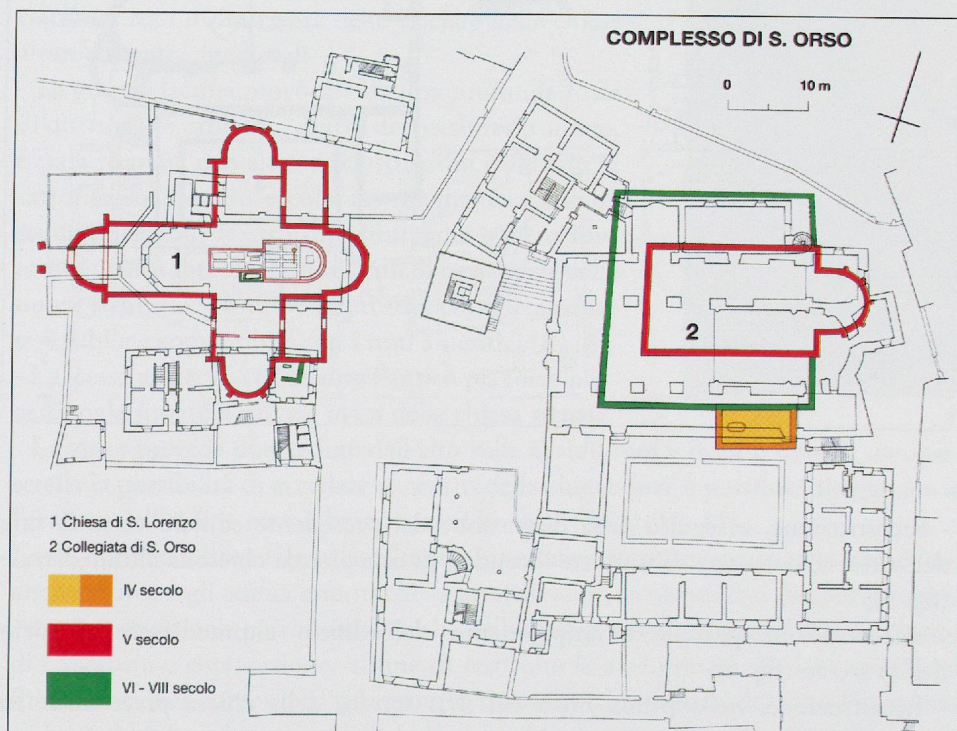 COMPLESSO DI S. ORSO
0 10 m
1
2
1 Chiesa di S. Lorenzo
2 Collegiata di S. Orso
IV secolo
V secolo
VI - VIII secolo